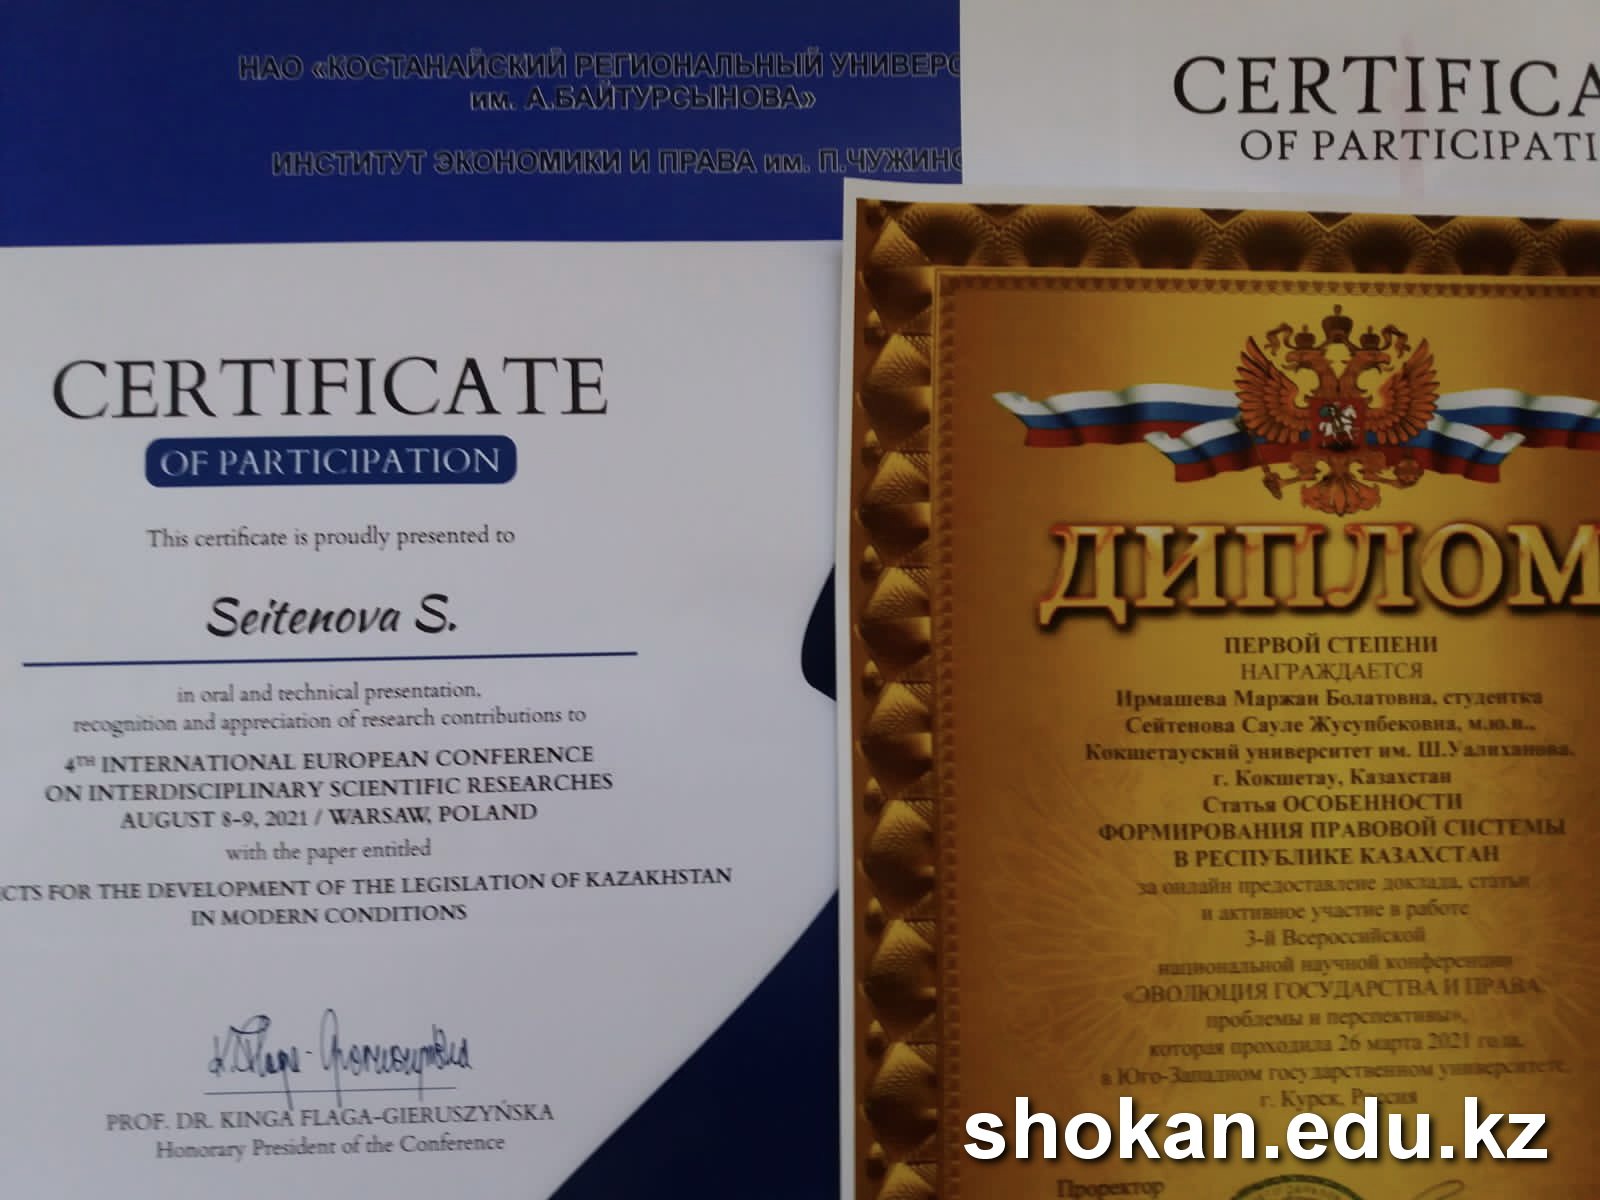 НАО «КОСТАНАЙСКИЙ РЕГИОНАЛЬНЫЙ УНИВЕРС
им. А.БАЙТУРСЫНОВА»
ИНСТИТУТ ЭКОНОМИКИ И ПРАВА им. П.ЧУЖИНО
CERTIFICA
OF PARTICIPATI
CERTIFICATE
OF PARTICIPATION
This certificate is proudly presented to
Seitenova S.
in oral and technical presentation,
recognition and appreciation of research contributions to
4TH INTERNATIONAL EUROPEAN CONFERENCE
ON INTERDISCIPLINARY SCIENTIFIC RESEARCHES
AUGUST 8-9, 2021 / WARSAW, POLAND
with the paper entitled
CTS FOR THE DEVELOPMENT OF THE LEGISLATION OF KAZAKHSTAN
IN MODERN CONDITIONS
PROF. DR. KINGA FLAGA-GIERUSZYŃSKA
Honorary President of the Conference
ДИПЛОМ
ПЕРВОЙ СТЕПЕНИ
НАГРАЖДАЕТСЯ
Ирмашева Маржан Болатовна, студентка
Сейтенова Сауле Жусупбековна, м.ю.н.,
Кокшетауский университет им. Ш.Уалиханова,
г. Кокшетау, Казахстан
Статья ОСОБЕННОСТИ
ФОРМИРОВАНИЯ ПРАВОВОЙ СИСТЕМЫ
В РЕСПУБЛИКЕ КАЗАХСТАН
за онлайн предоставлене доклада, статьи
и активное участие в работе
3-й Всероссийской
национальной научной конференции
«ЭВОЛЮЦИЯ ГОСУДАРСТВА И ПРАВА:
проблемы и перспективы»,
которая проходила 26 марта 2021 года,
в Юго-Западном государственном университете,
г. Курск, Россия
Проректор
shokan.edu.kz